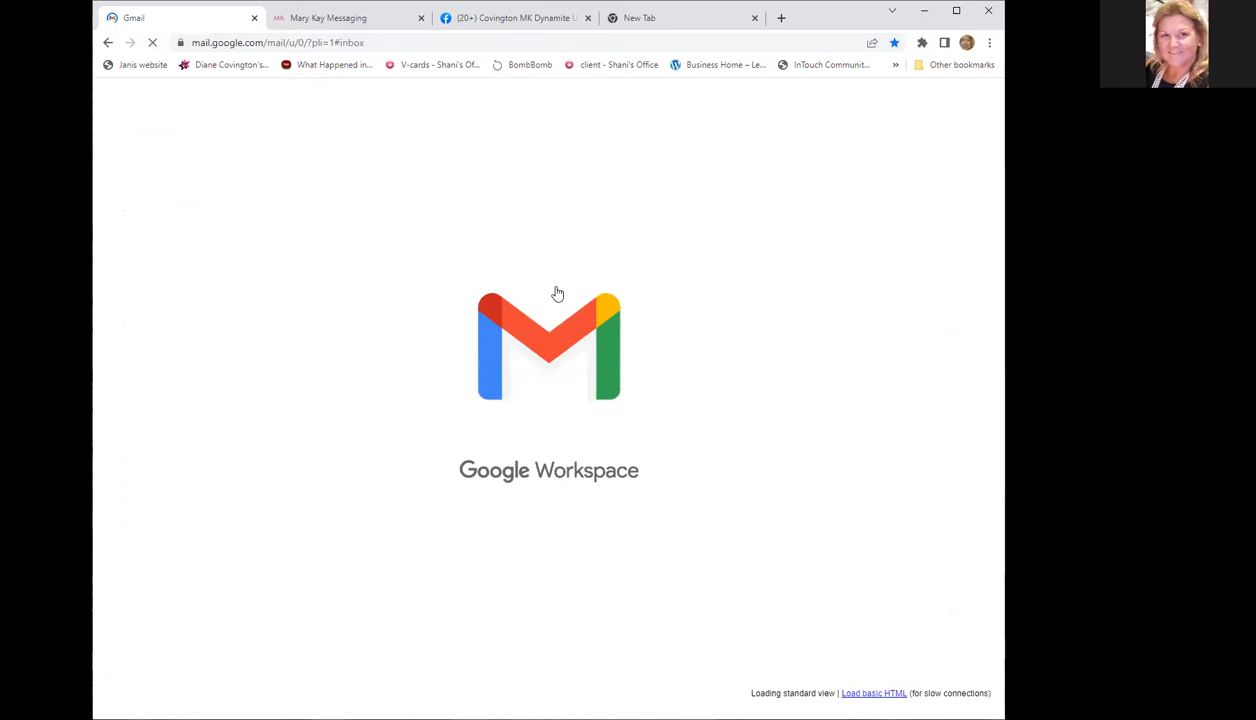 Gmail
MK Mary Kay Messaging
(20+) Covington MK Dynamite U
New Tab
mail.google.com/mail/u/0/?pli=1#inbox
Janis website
Diane Covington's...
What Happened in...
V-cards - Shani's Of...
BombBomb
client - Shani's Office
Business Home – Le...
InTouch Communit...
»
Other bookmarks
Google Workspace
Loading standard view | Load basic HTML (for slow connections)